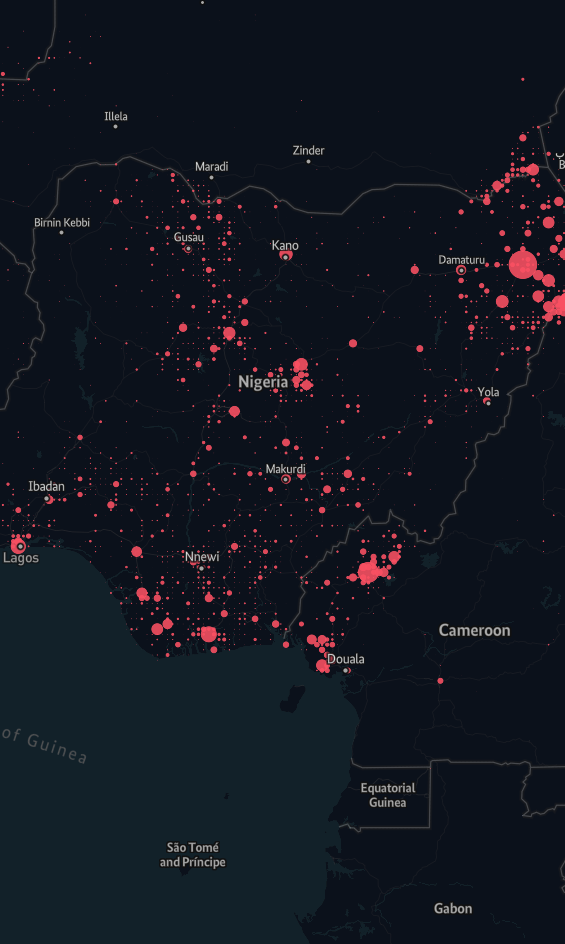 Illela
Zinder
Maradi
Birnin Kebbi
Gusau
Kano
Damaturu
Nigeria
Yola
Makurdi
Ibadan
Lagos
Nnewi
Cameroon
Douala
of Guinea
Equatorial
Guinea
São Tomé
and Príncipe
Gabon